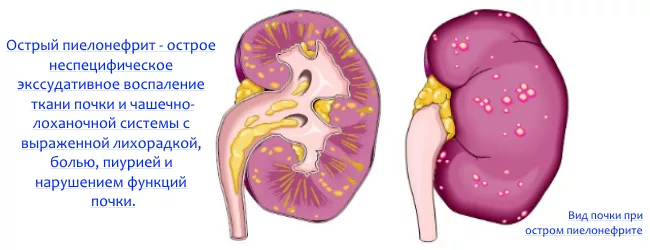 Острый пиелонефрит - острое
неспецифическое
экссудативное воспаление
ткани почки и чашечно-
лоханочной системы с
выраженной лихорадкой,
болью, пиурией и
нарушением функций
почки.
Вид почки при
остром пиелонефрите